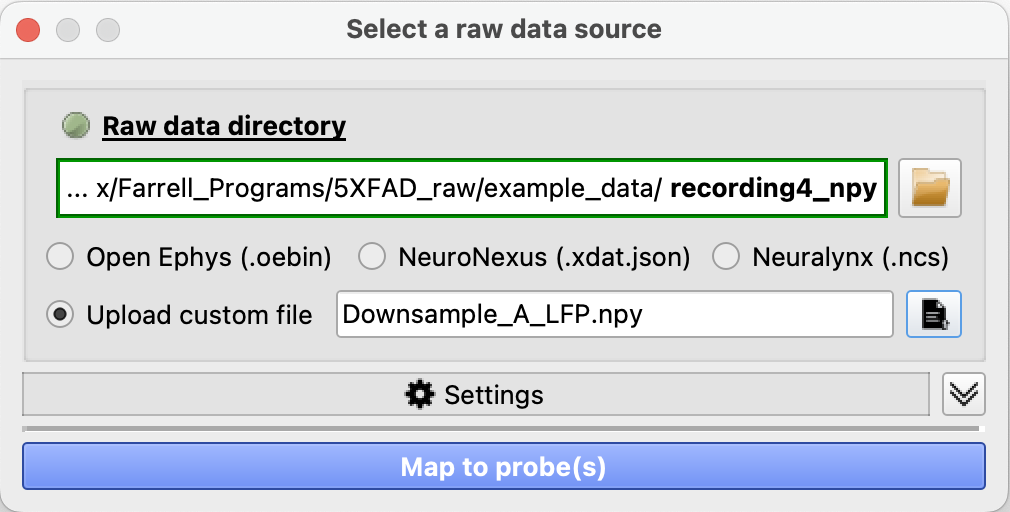 Select a raw data source
Raw data directory
... x/Farrell_Programs/5XFAD_raw/example_data/ recording4_npy
Open Ephys (.oebin) NeuroNexus (.xdat.json) Neuralynx (.ncs)
Upload custom file Downsample_A_LFP.npy
Settings
Map to probe(s)